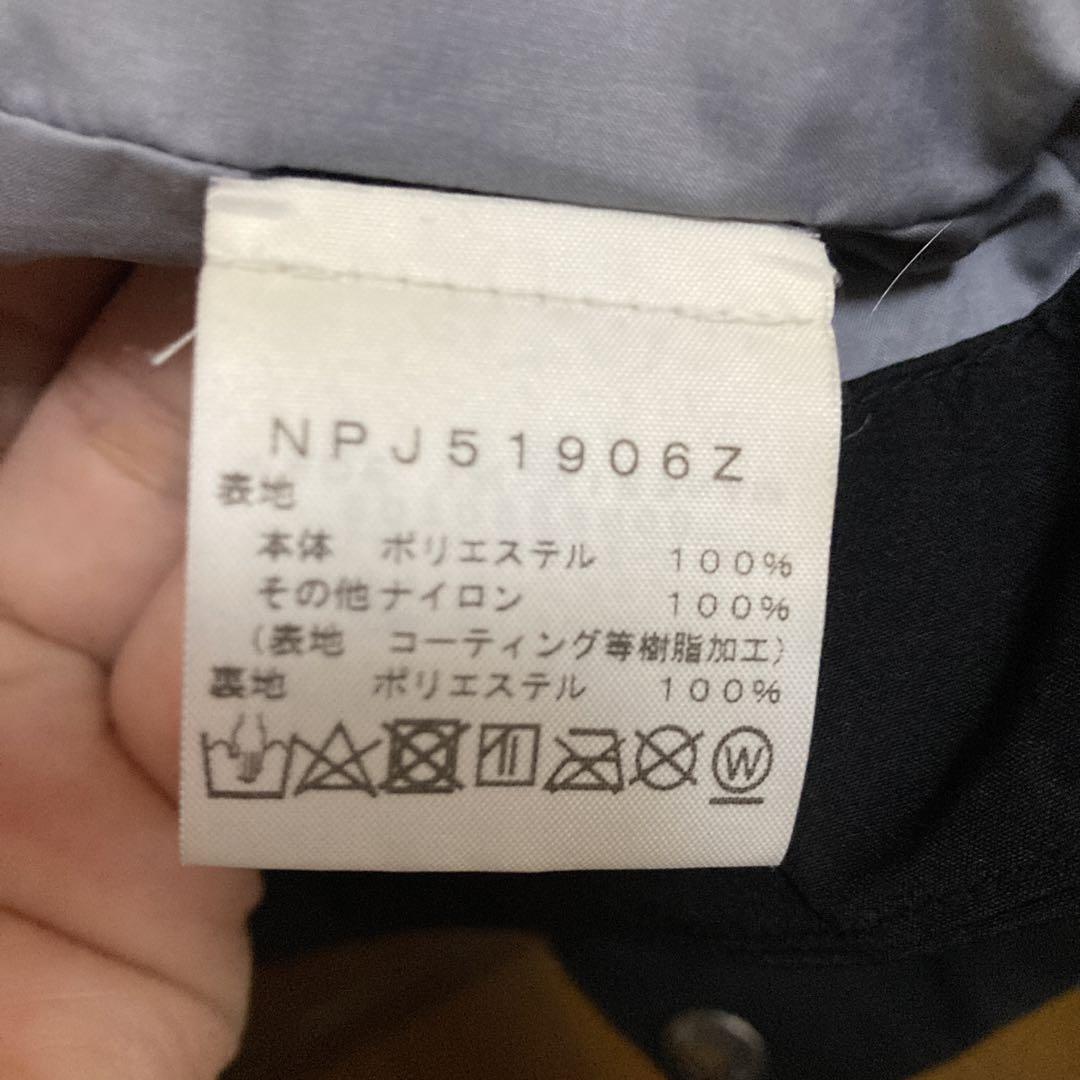 NPJ51906Z
表地
本体 ポリエステル 100%
その他 ナイロン 100%
(表地 コーティング等樹脂加工)
裏地 ポリエステル 100%
W